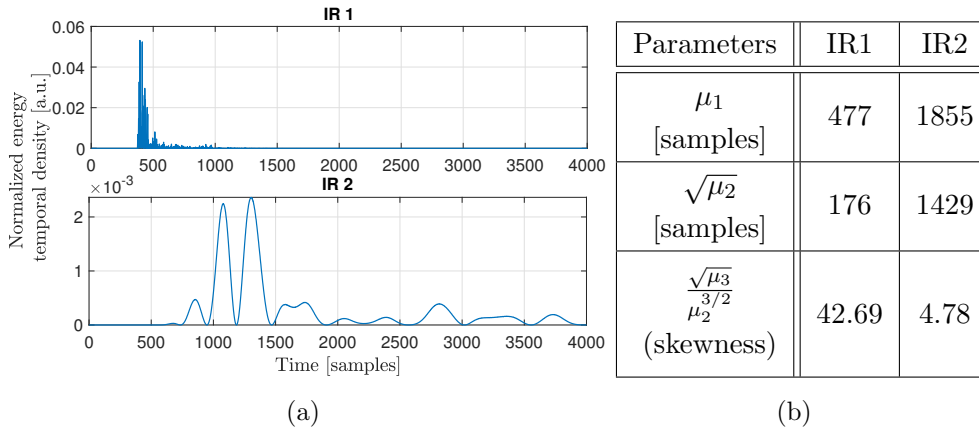 IR 1
Normalized energy
temporal density [a.u.]
0.06
0.04
0.02
0
0 500 1000 1500 2000 2500 3000 3500 4000
×10⁻³
IR 2
2
1
0
0 500 1000 1500 2000 2500 3000 3500 4000
Time [samples]
(a)
Parameters IR1 IR2
μ₁
[samples]
477 1855
√μ₂
[samples]
176 1429
√μ₃
μ₂^{3/2}
(skewness)
42.69 4.78
(b)